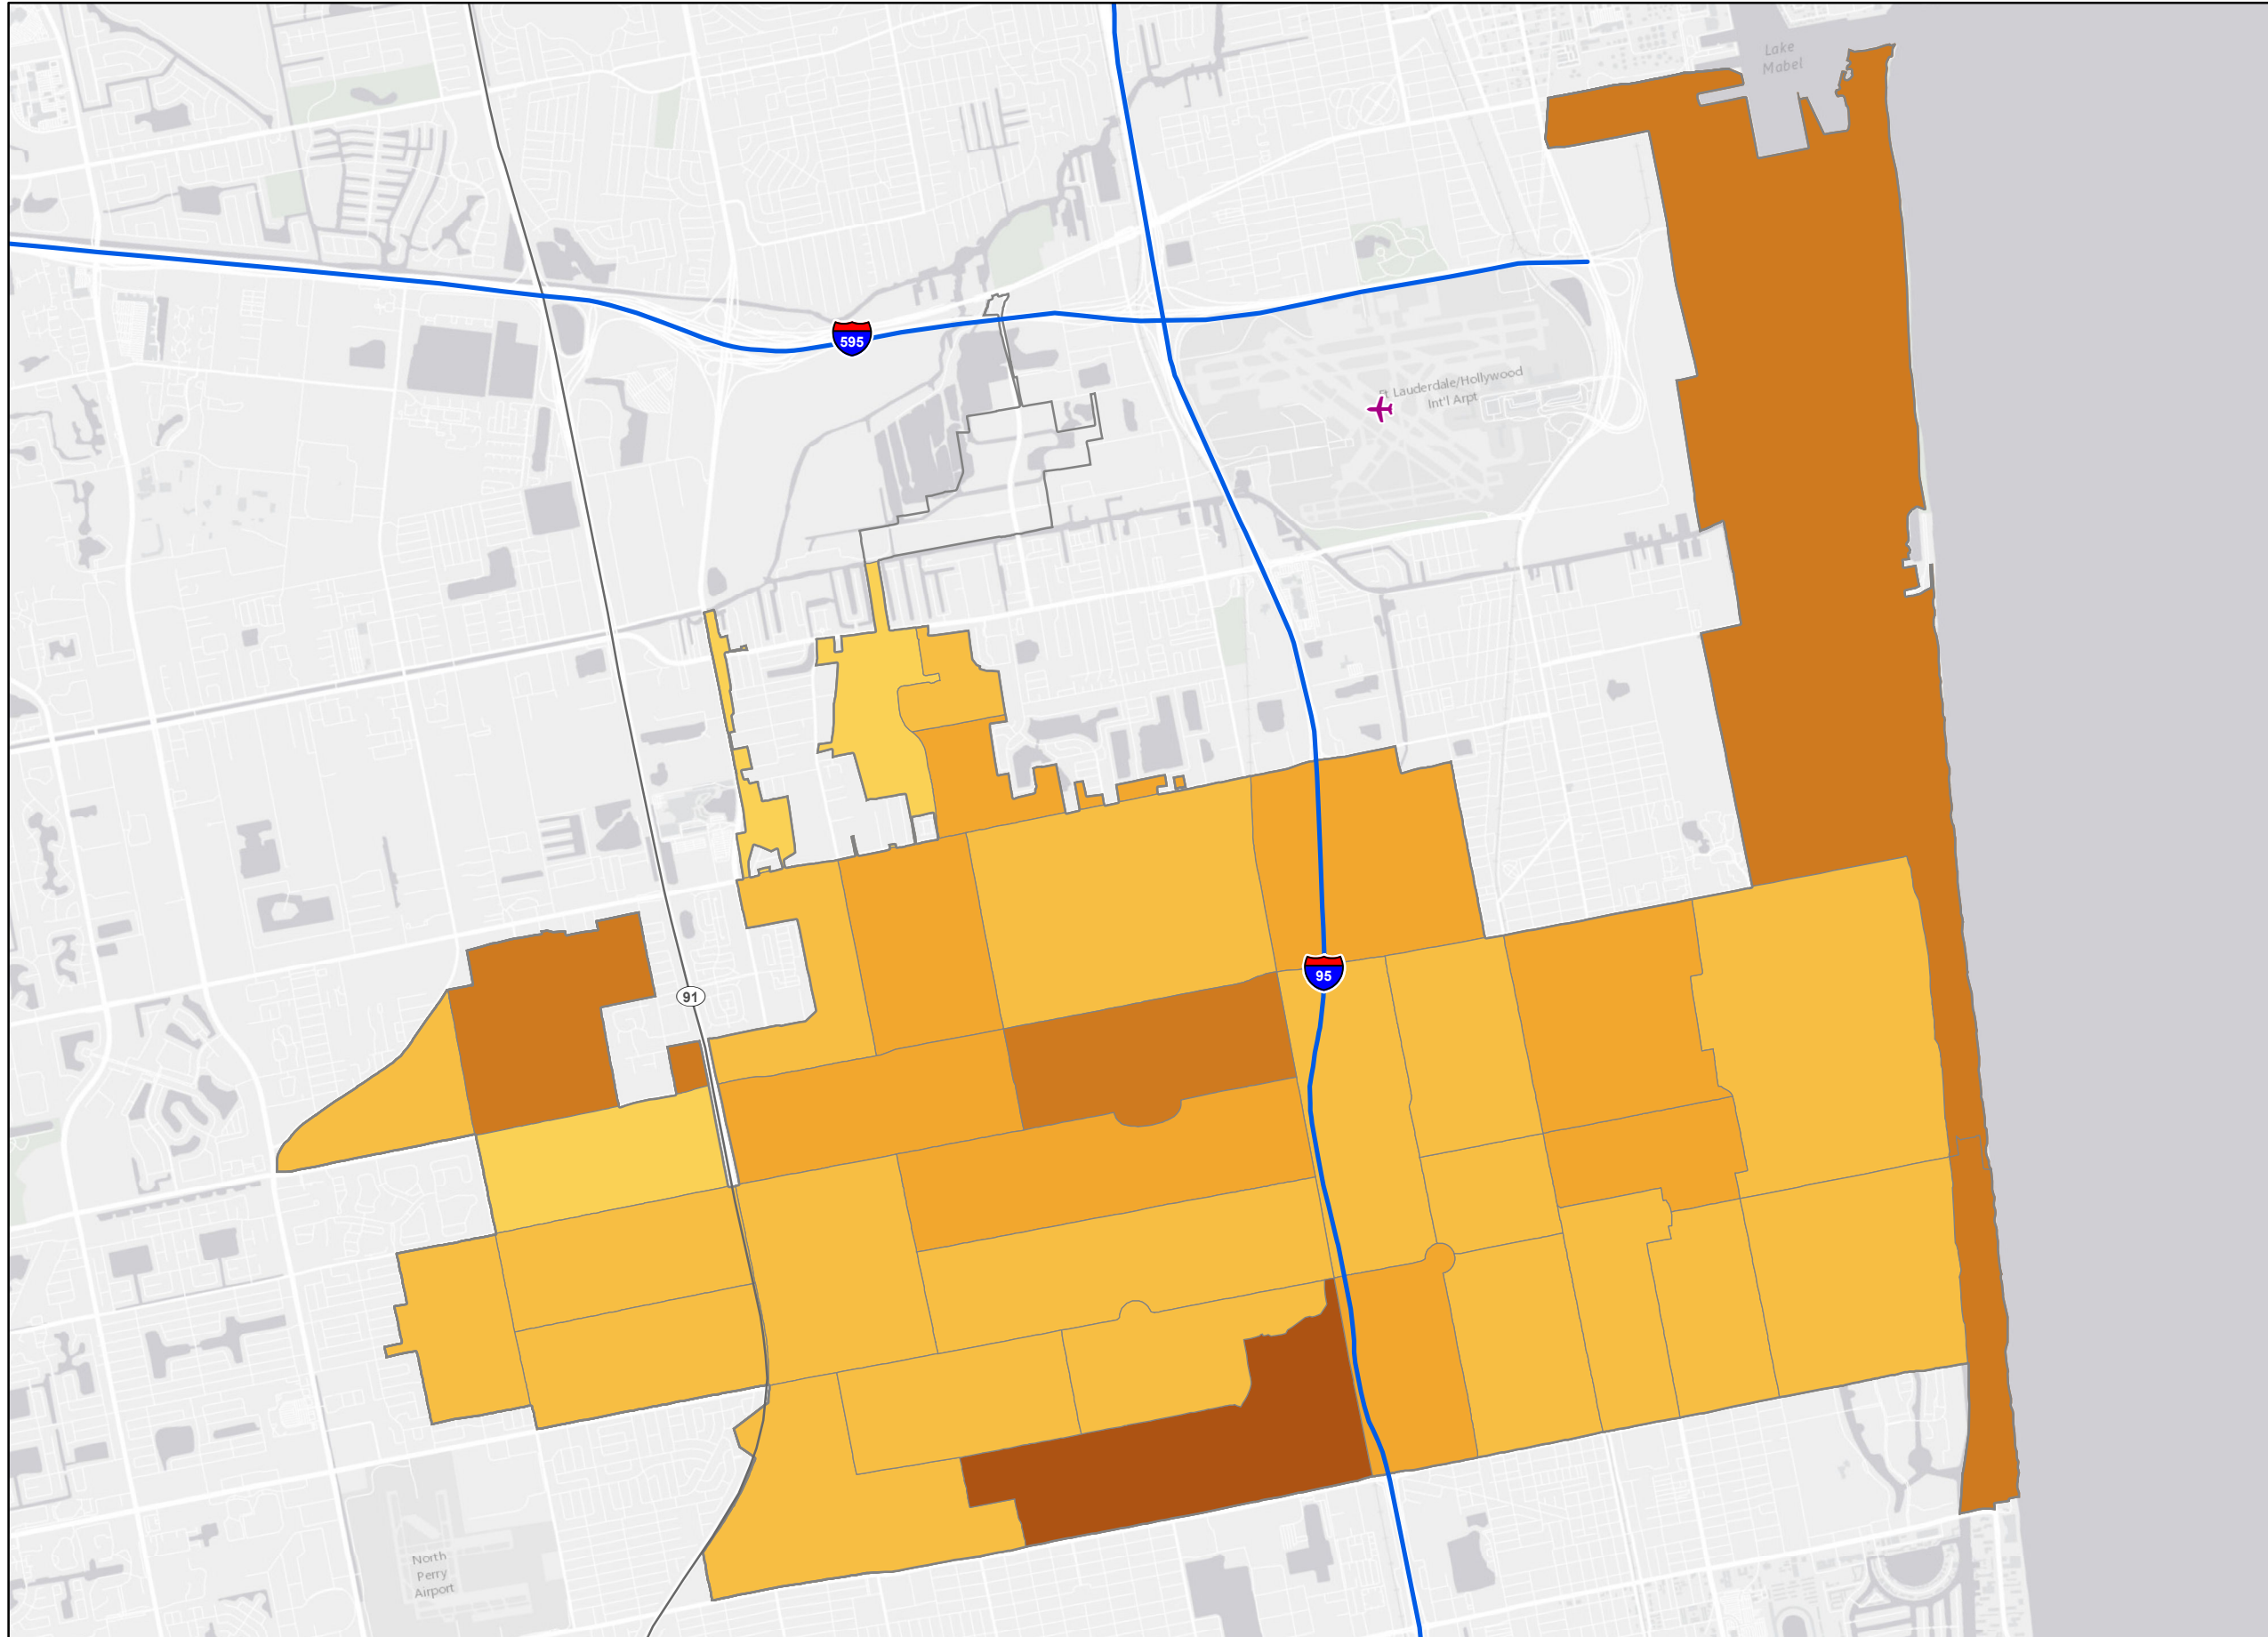 Lake
Mabel
595
Ft Lauderdale/Hollywood
Int'l Arpt
95
91
North
Perry
Airport